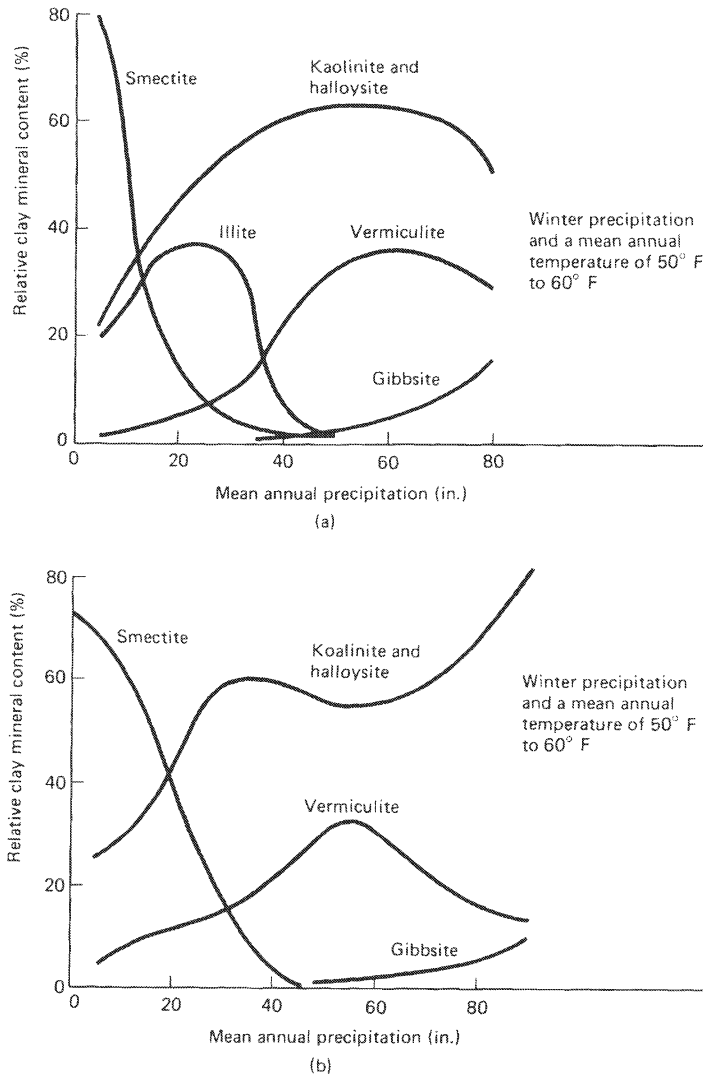 Relative clay mineral content (%)
80
60
40
20
0
Smectite
Kaolinite and
halloysite
Illite
Vermiculite
Gibbsite
Winter precipitation
and a mean annual
temperature of 50° F
to 60° F
0
20
40
60
80
Mean annual precipitation (in.)
(a)
Relative clay mineral content (%)
80
60
40
20
0
Smectite
Koalinite and
halloysite
Vermiculite
Gibbsite
Winter precipitation
and a mean annual
temperature of 50° F
to 60° F
0
20
40
60
80
Mean annual precipitation (in.)
(b)